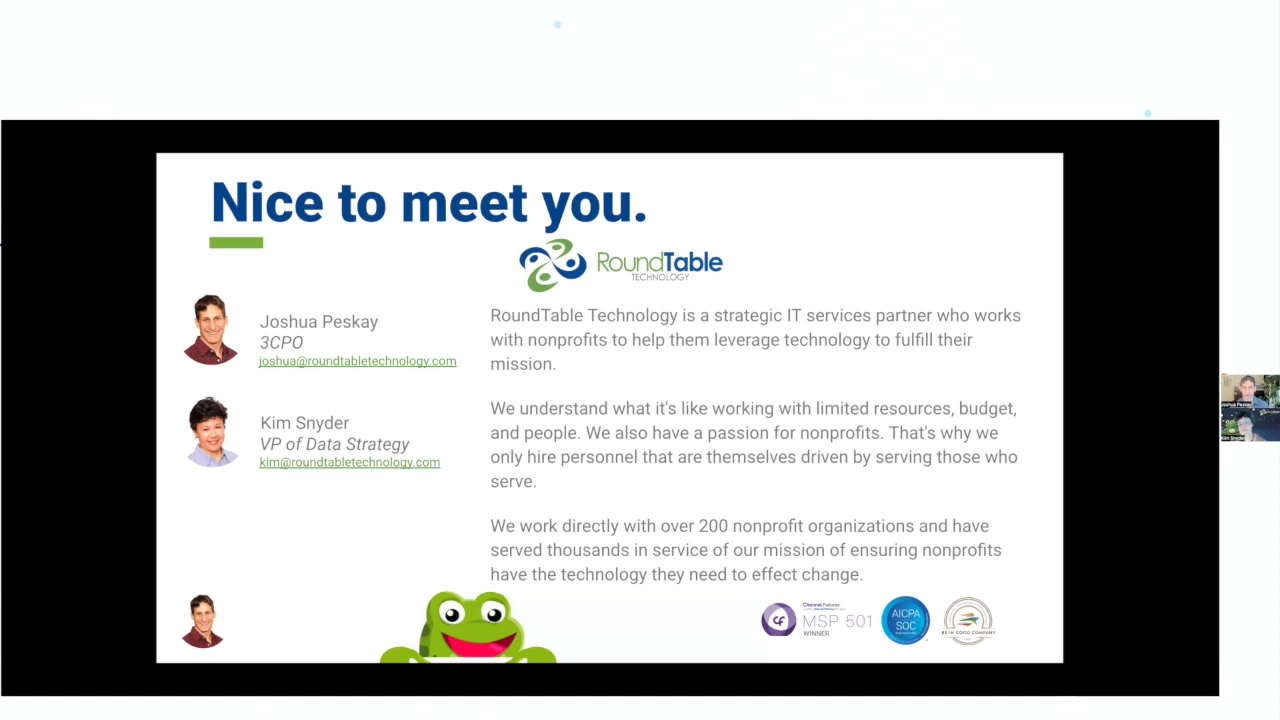 Nice to meet you.
RoundTable
TECHNOLOGY
Joshua Peskay
3CPO
joshua@roundtabletechnology.com
Kim Snyder
VP of Data Strategy
kim@roundtabletechnology.com
RoundTable Technology is a strategic IT services partner who works
with nonprofits to help them leverage technology to fulfill their
mission.
We understand what it's like working with limited resources, budget,
and people. We also have a passion for nonprofits. That's why we
only hire personnel that are themselves driven by serving those who
serve.
We work directly with over 200 nonprofit organizations and have
served thousands in service of our mission of ensuring nonprofits
have the technology they need to effect change.
cf
Channel Futures
MSP 501
WINNER
AICPA
SOC
BE IN GOOD COMPANY
Joshua Peskay
Kim Snyder